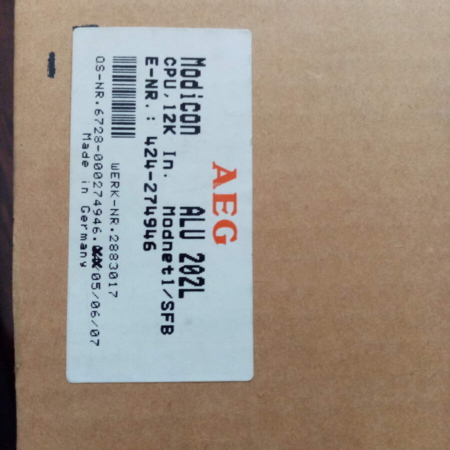 AEG
Modicon ALU 202L
CPU,12K In. Modnet1/SFB
E-NR.: 424-274946
WERK-NR.2883017
OS-NR.6728-000274946. 05/06/07
Made in Germany